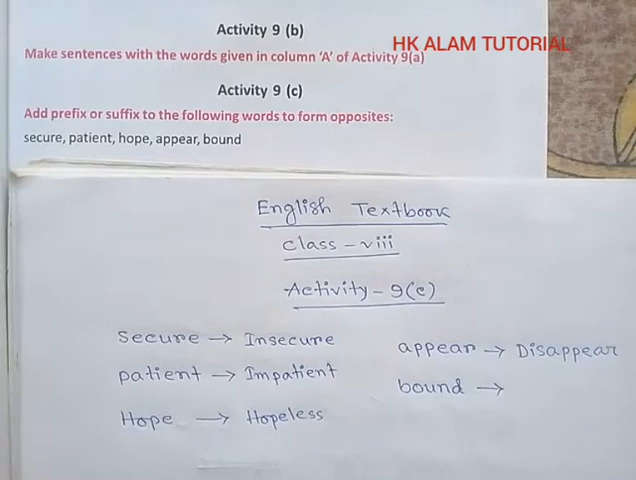 Activity 9 (b)
HK ALAM TUTORIAL
Make sentences with the words given in column ‘A’ of Activity 9(a)
Activity 9 (c)
Add prefix or suffix to the following words to form opposites:
secure, patient, hope, appear, bound
English Textbook
Class - viii
Activity - 9(c)
Secure → Insecure
patient → Impatient
Hope → Hopeless
appear → Disappear
bound →